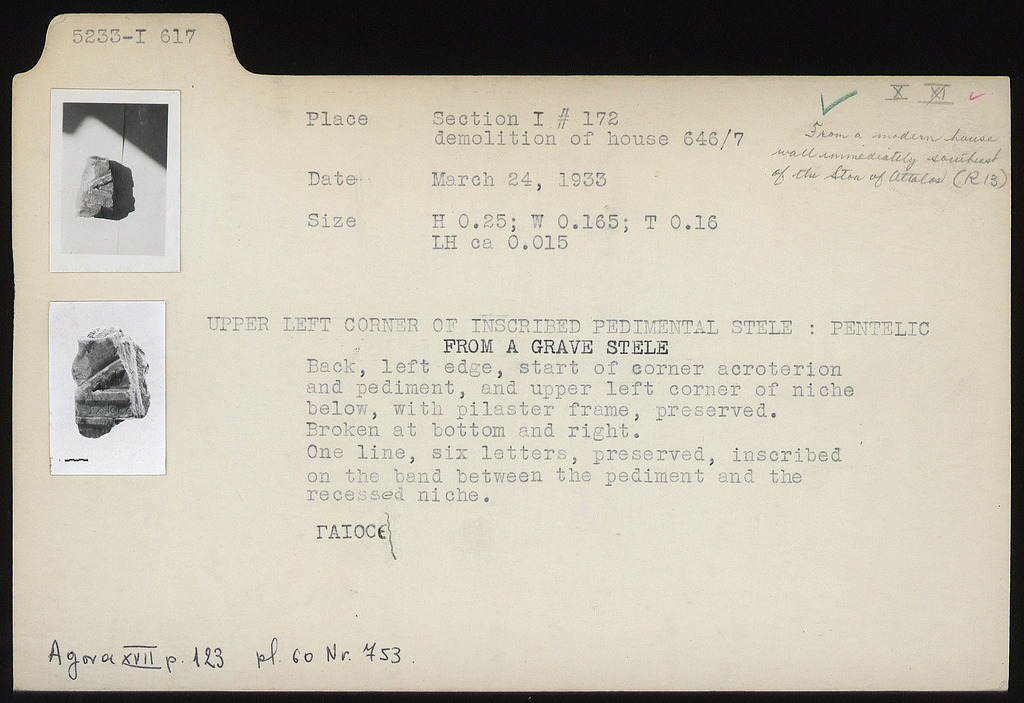 5233-I 617
X XVI
Place Section I # 172
demolition of house 646/7
From a modern house
wall immediately southeast
of the Stoa of Attalos (R 13)
Date March 24, 1933
Size H 0.25; W 0.165; T 0.16
LH ca 0.015
UPPER LEFT CORNER OF INSCRIBED PEDIMENTAL STELE : PENTELIC
FROM A GRAVE STELE
Back, left edge, start of corner acroterion
and pediment, and upper left corner of niche
below, with pilaster frame, preserved.
Broken at bottom and right.
One line, six letters, preserved, inscribed
on the band between the pediment and the
recessed niche.
ΓΑΙΟCϵ
Agora XVII p. 123 pl. 60 Nr. 753.